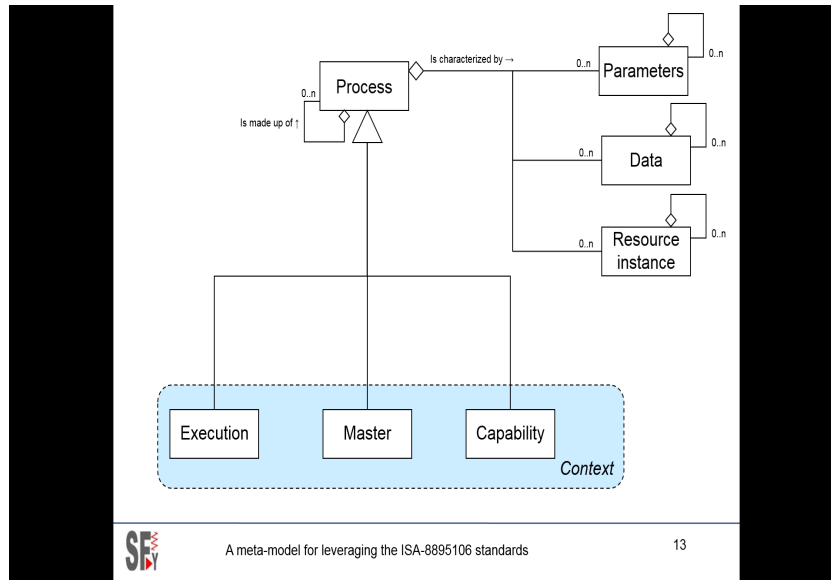 Is characterized by →
0..n
Parameters
0..n
Process
0..n
Is made up of ↑
0..n
Data
0..n
0..n
Resource
instance
0..n
Execution
Master
Capability
Context
SFy
A meta-model for leveraging the ISA-8895106 standards
13